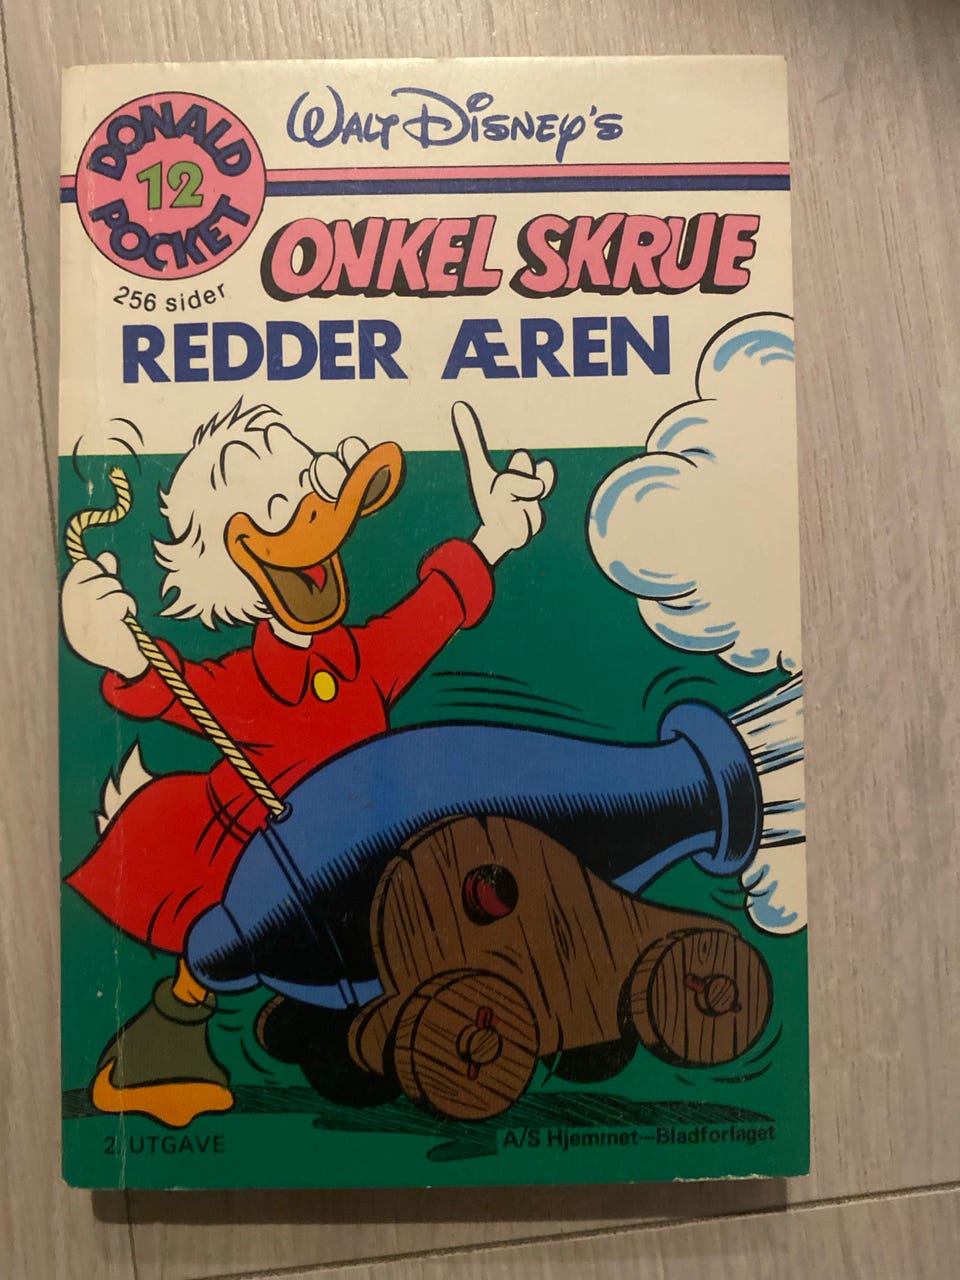 WALT DISNEY'S
DONALD
12
POCKET
256 sider
ONKEL SKRUE
REDDER ÆREN
2. UTGAVE
A/S Hjemmet-Bladforlaget